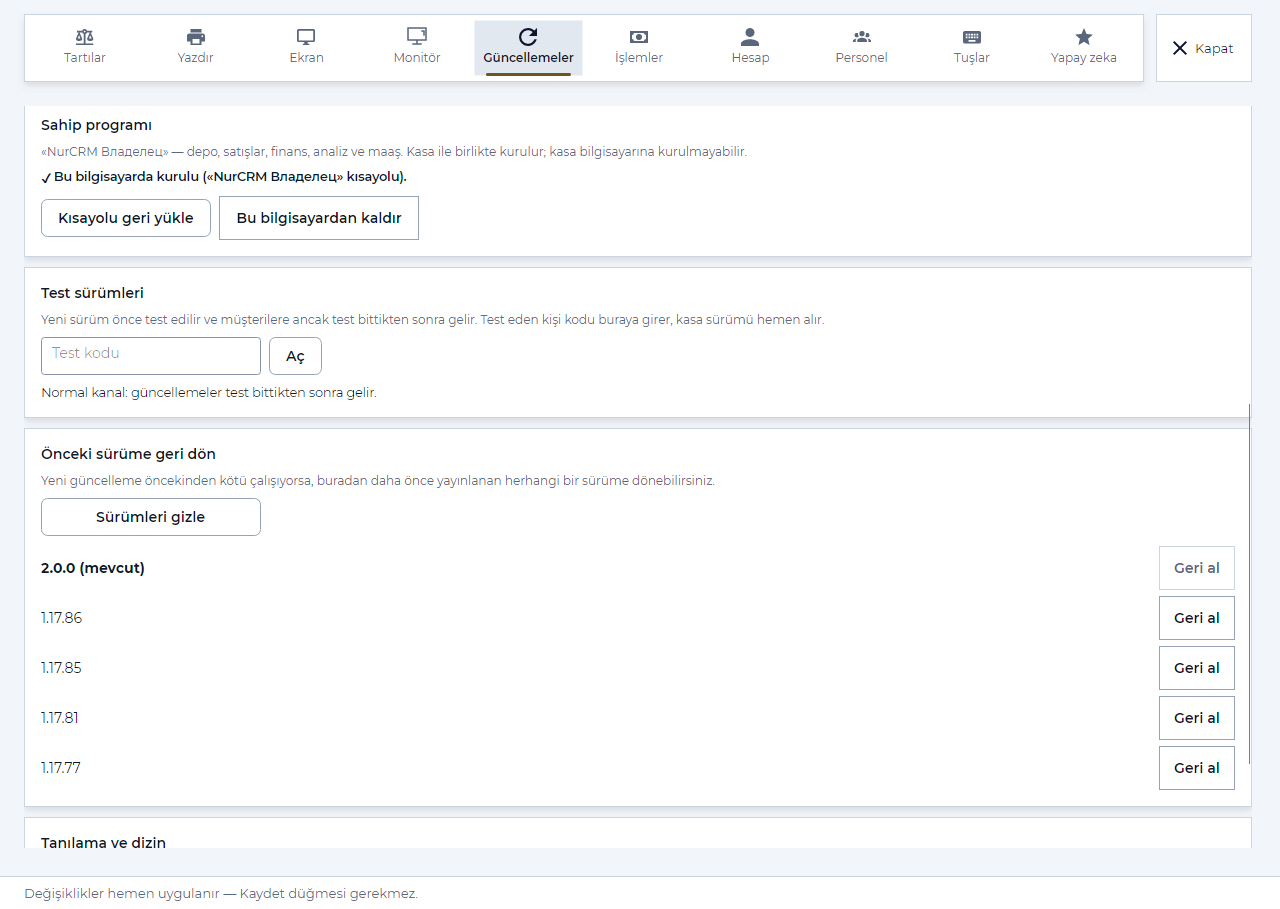 Tartılar
Yazdır
Ekran
Monitör
Güncellemeler
İşlemler
Hesap
Personel
Tuşlar
Yapay zeka
Kapat
Sahip programı
«NurCRM Владелец» — depo, satışlar, finans, analiz ve maaş. Kasa ile birlikte kurulur; kasa bilgisayarına kurulmayabilir.
✓ Bu bilgisayarda kurulu («NurCRM Владелец» kısayolu).
Kısayolu geri yükle
Bu bilgisayardan kaldır
Test sürümleri
Yeni sürüm önce test edilir ve müşterilere ancak test bittikten sonra gelir. Test eden kişi kodu buraya girer, kasa sürümü hemen alır.
Test kodu
Aç
Normal kanal: güncellemeler test bittikten sonra gelir.
Önceki sürüme geri dön
Yeni güncelleme öncekinden kötü çalışıyorsa, buradan daha önce yayınlanan herhangi bir sürüme dönebilirsiniz.
Sürümleri gizle
2.0.0 (mevcut)
Geri al
1.17.86
Geri al
1.17.85
Geri al
1.17.81
Geri al
1.17.77
Geri al
Tanılama ve dizin
Değişiklikler hemen uygulanır — Kaydet düğmesi gerekmez.